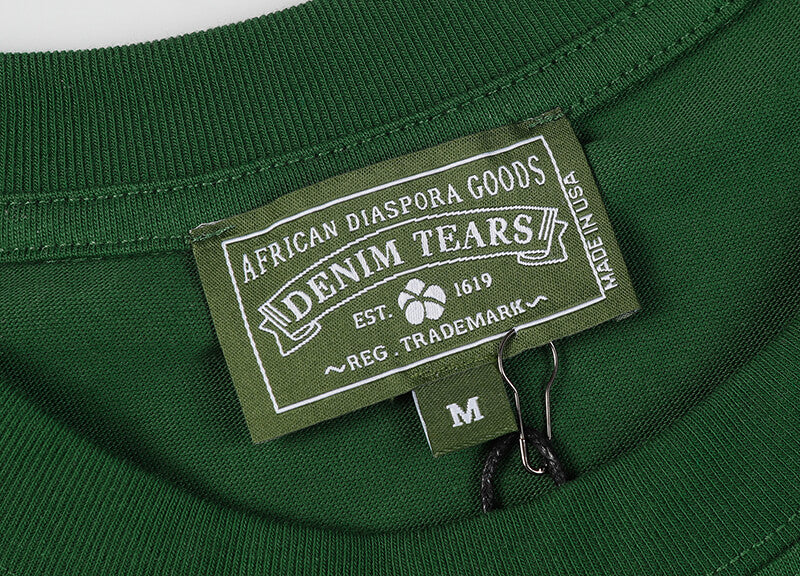 AFRICAN DIASPORA GOODS
DENIM TEARS
EST. 1619
~REG. TRADEMARK~
MADE IN USA
M